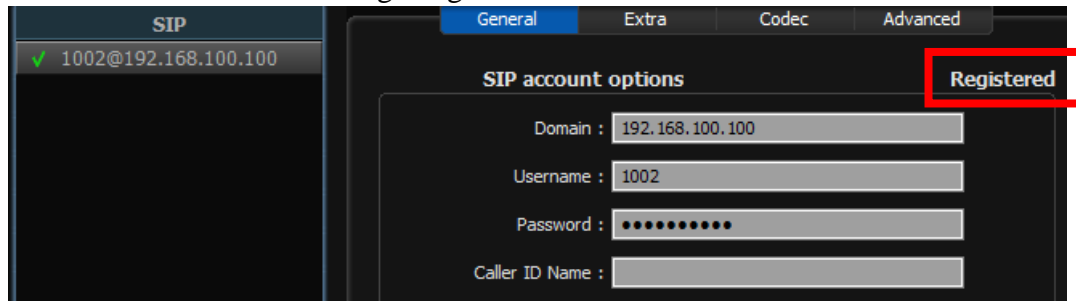 SIP
✓ 1002@192.168.100.100
General Extra Codec Advanced
SIP account options Registered
Domain : 192.168.100.100
Username : 1002
Password : ●●●●●●●●●●
Caller ID Name :